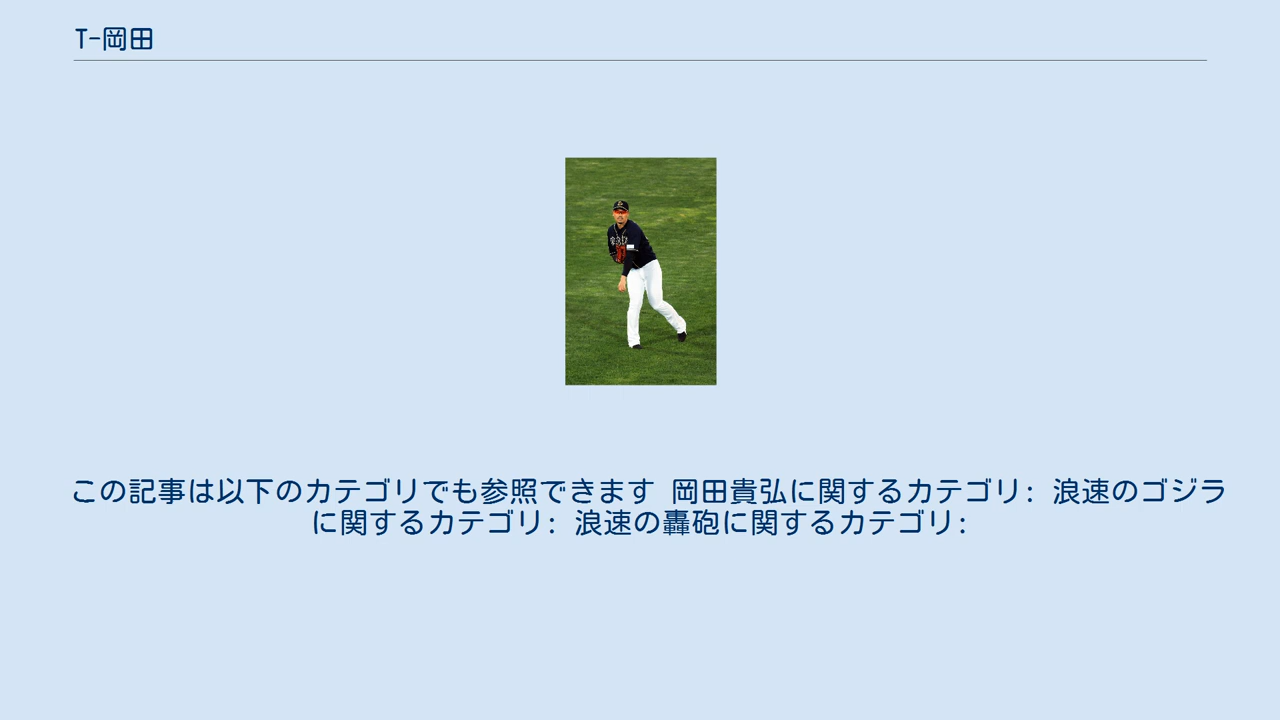 T-岡田
この記事は以下のカテゴリでも参照できます 岡田貴弘に関するカテゴリ: 浪速のゴジラ
に関するカテゴリ: 浪速の轟砲に関するカテゴリ: